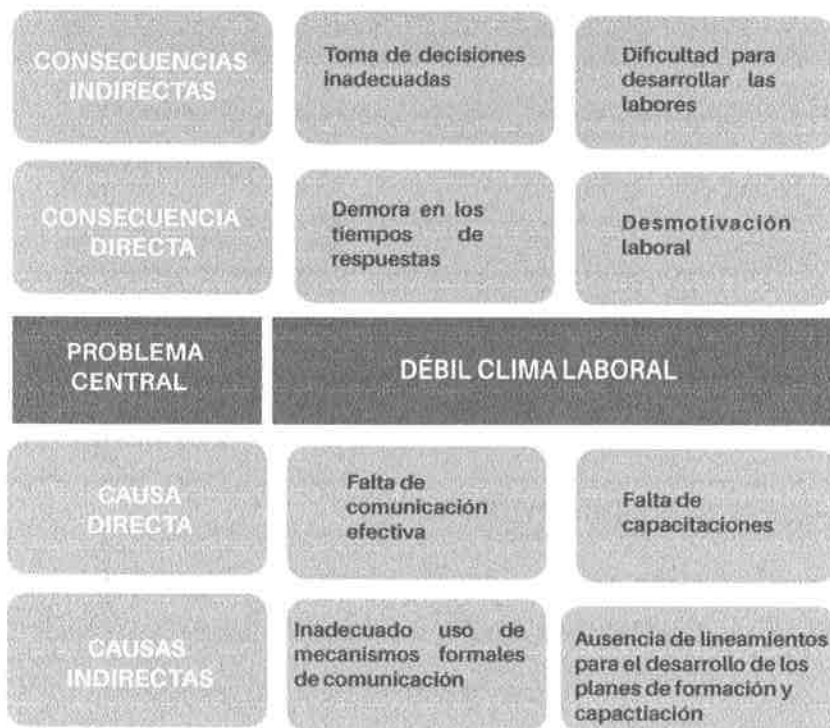 CONSECUENCIAS
INDIRECTAS
Toma de decisiones
inadecuadas
Dificultad para
desarrollar las
labores
CONSECUENCIA
DIRECTA
Demora en los
tiempos de
respuestas
Desmotivación
laboral
PROBLEMA
CENTRAL
DÉBIL CLIMA LABORAL
CAUSA
DIRECTA
Falta de
comunicación
efectiva
Falta de
capacitaciones
CAUSAS
INDIRECTAS
Inadecuado uso de
mecanismos formales
de comunicación
Ausencia de lineamientos
para el desarrollo de los
planes de formación y
capactiación